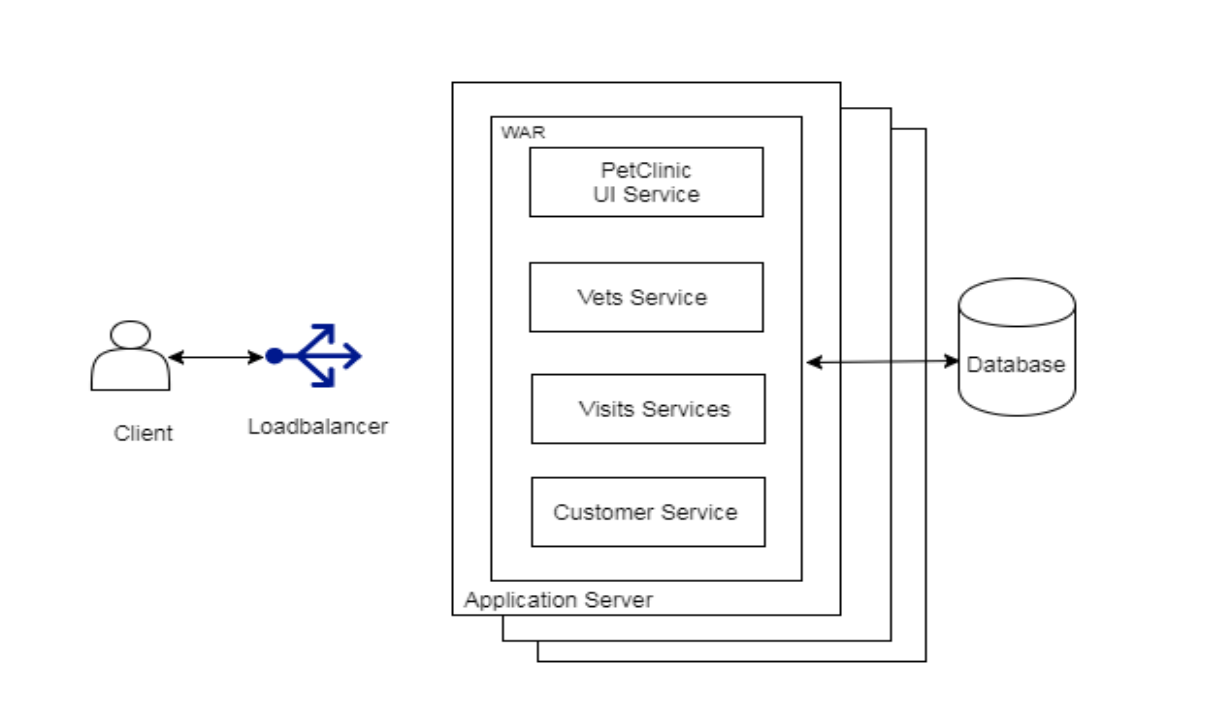 WAR
PetClinic
UI Service
Vets Service
Visits Services
Customer Service
Application Server
Client
Loadbalancer
Database